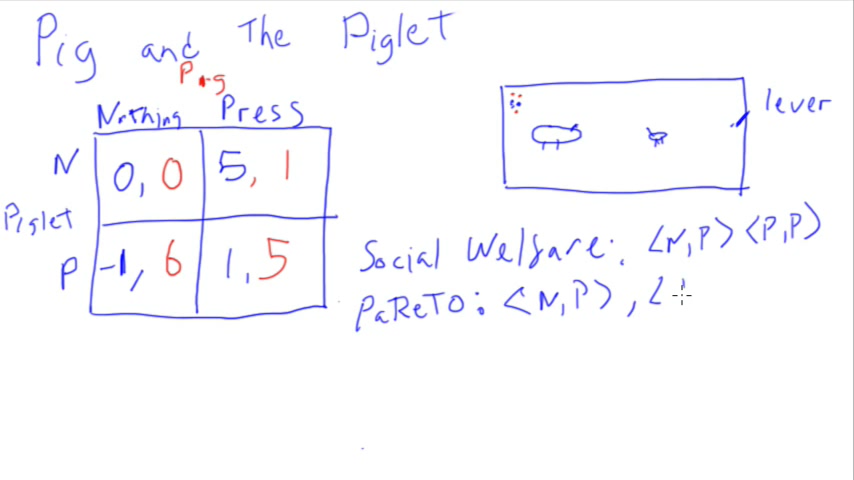 Pig and The Piglet
Pig
Nothing Press
lever
N 0, 0 5, 1
Piglet
P -1, 6 1, 5
Social Welfare: <N,P> <P,P>
PaReTO: <N,P>, <